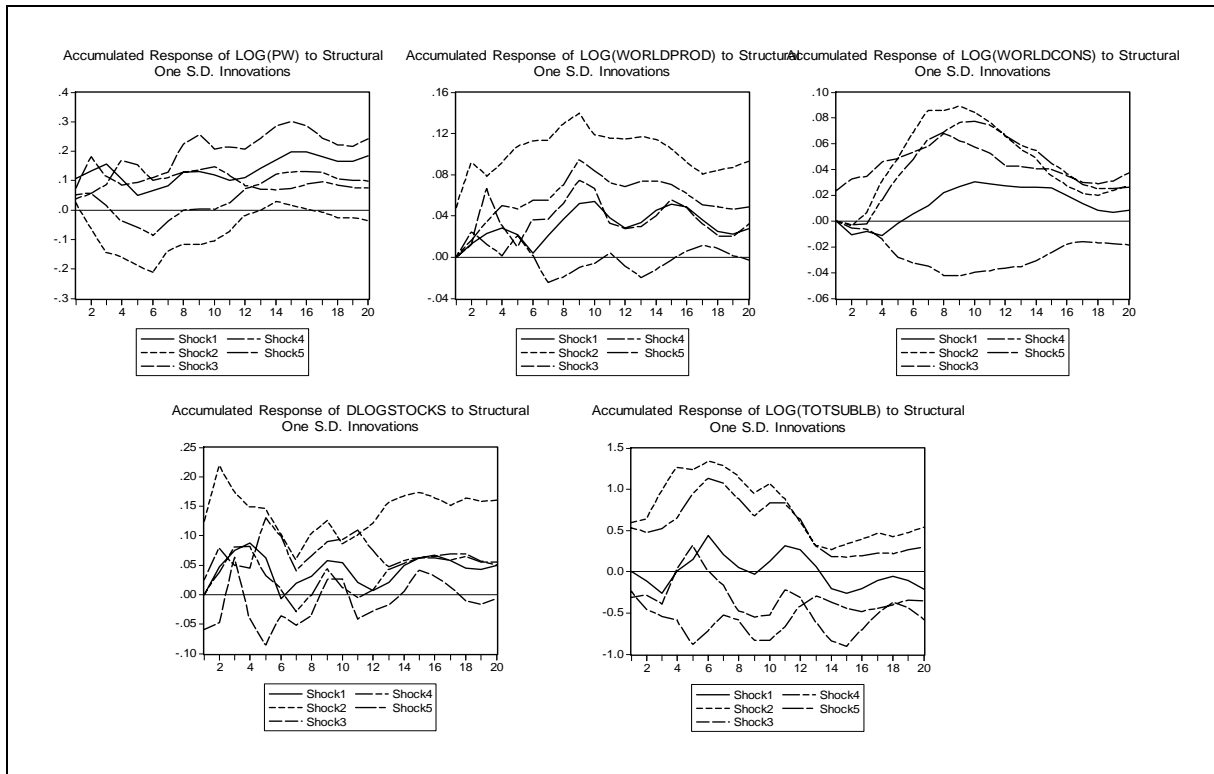 Accumulated Response of LOG(PW) to Structural
One S.D. Innovations
.4
.3
.2
.1
.0
-.1
-.2
-.3
2 4 6 8 10 12 14 16 18 20
Shock1 Shock4
Shock2 Shock5
Shock3
Accumulated Response of LOG(WORLDPROD) to Structural
One S.D. Innovations
.16
.12
.08
.04
.00
-.04
2 4 6 8 10 12 14 16 18 20
Shock1 Shock4
Shock2 Shock5
Shock3
Accumulated Response of LOG(WORLDCONS) to Structural
One S.D. Innovations
.10
.08
.06
.04
.02
.00
-.02
-.04
-.06
2 4 6 8 10 12 14 16 18 20
Shock1 Shock4
Shock2 Shock5
Shock3
Accumulated Response of DLOGSTOCKS to Structural
One S.D. Innovations
.25
.20
.15
.10
.05
.00
-.05
-.10
2 4 6 8 10 12 14 16 18 20
Shock1 Shock4
Shock2 Shock5
Shock3
Accumulated Response of LOG(TOTSUBLB) to Structural
One S.D. Innovations
1.5
1.0
0.5
0.0
-0.5
-1.0
2 4 6 8 10 12 14 16 18 20
Shock1 Shock4
Shock2 Shock5
Shock3